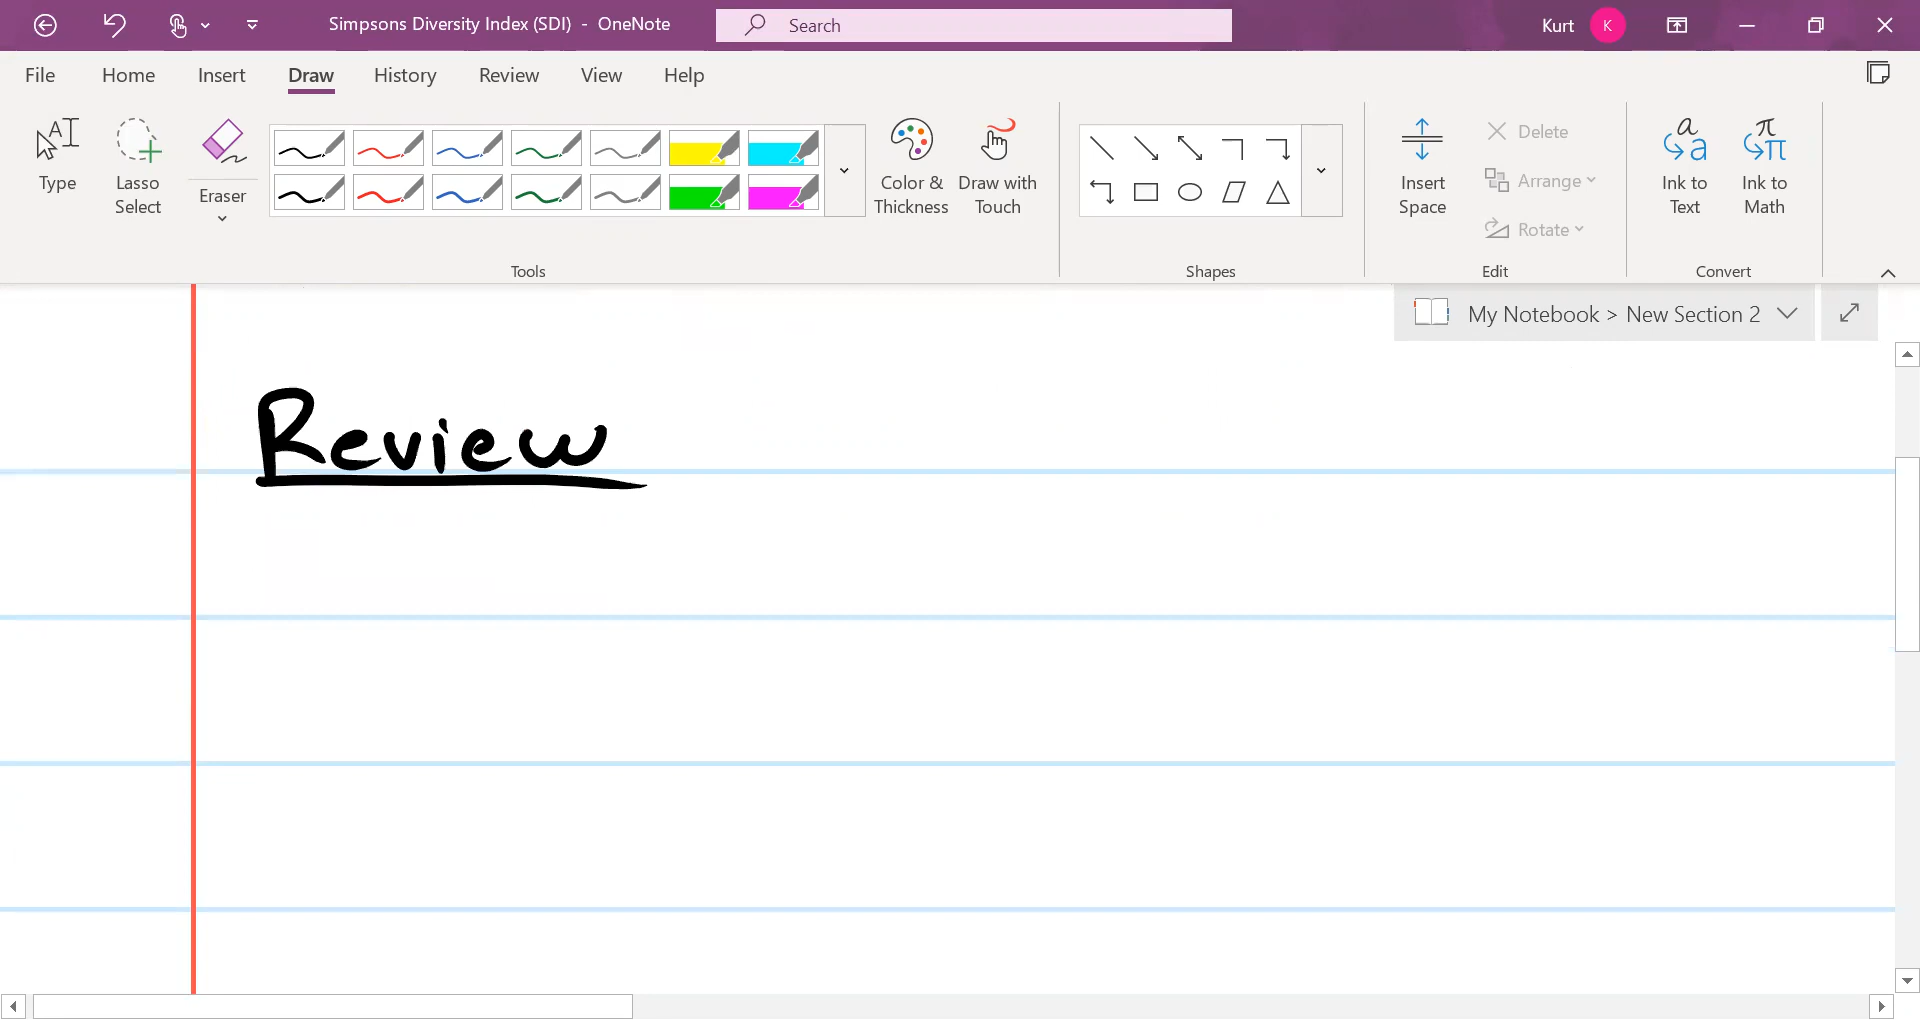 Simpsons Diversity Index (SDI) - OneNote
Search
Kurt
K
File Home Insert Draw History Review View Help
Type
Lasso Select
Eraser
Color & Thickness
Draw with Touch
Insert Space
Delete
Arrange
Rotate
Ink to Text
Ink to Math
Tools
Shapes
Edit
Convert
My Notebook > New Section 2
Review